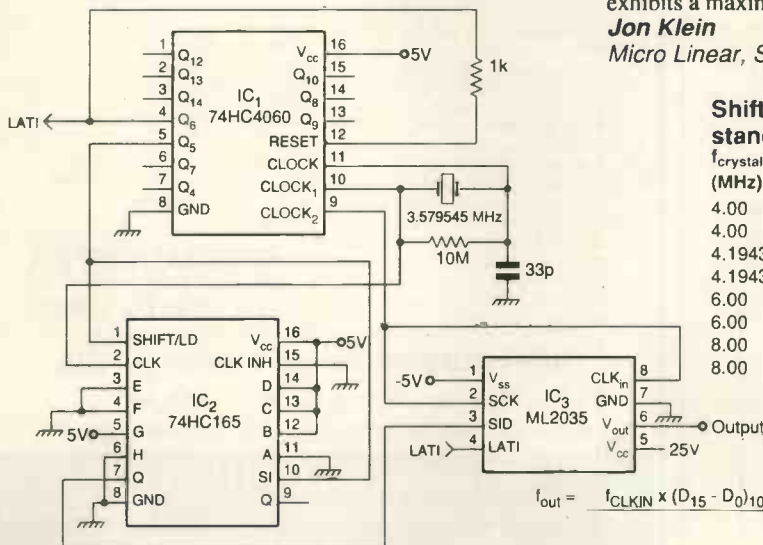 exhibits a maxim
Jon Klein
Micro Linear, S
Shift
stand
f_crystal
(MHz)
4.00
4.00
4.1943
4.1943
6.00
6.00
8.00
8.00
1 Q12
2 Q13
3 Q14
4 Q6
5 Q5
6 Q7
7 Q4
8 GND
IC1
74HC4060
Vcc 16
Q10 15
Q8 14
Q9 13
RESET 12
CLOCK 11
CLOCK1 10
CLOCK2 9
5V
1k
LATI
3.579545 MHz
10M
33p
1 SHIFT/LD
2 CLK
3 E
4 F
5 G
6 H
7 Q
8 GND
5V
IC2
74HC165
Vcc 16
CLK INH 15
D 14
C 13
B 12
A 11
SI 10
Q 9
5V
-5V
1 Vss
2 SCK
3 SID
4 LATI
LATI
IC3
ML2035
CLKin 8
GND 7
Vout 6
Vcc 5
Output
25V
fout = fCLKIN x (D15 - D0)10